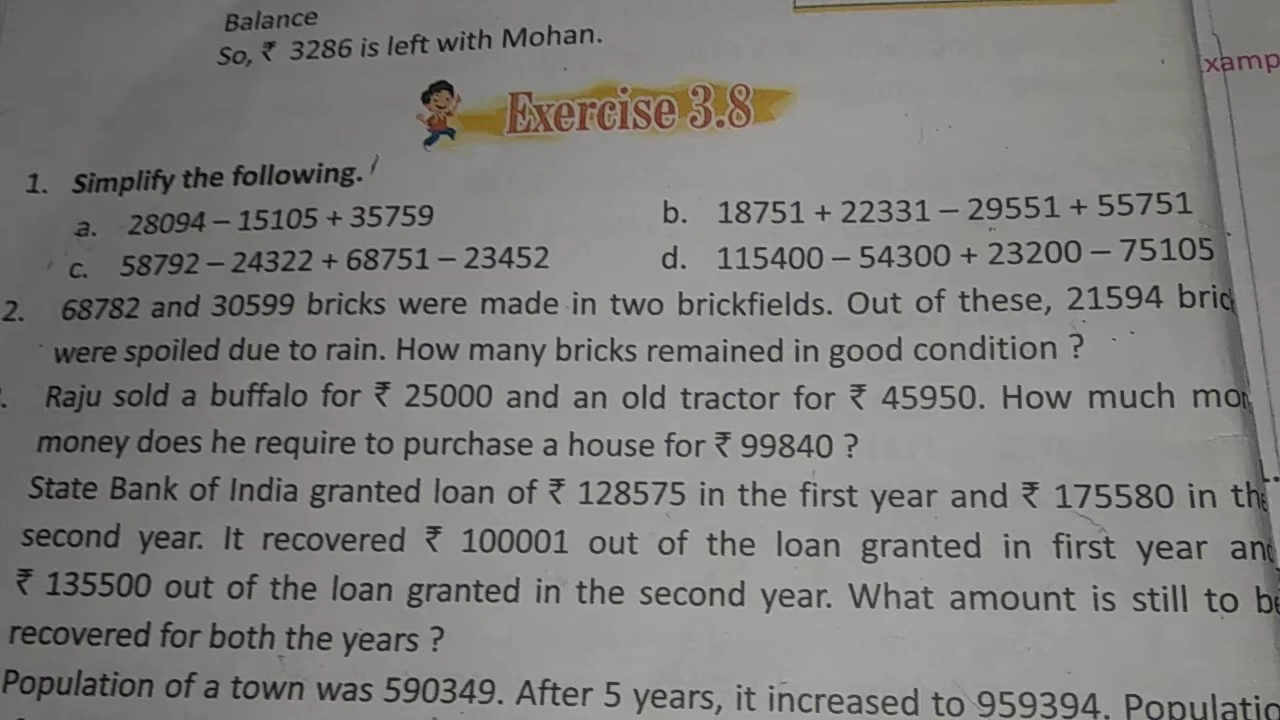 Balance
So, ₹ 3286 is left with Mohan.
Exercise 3.8
1. Simplify the following.
a. 28094 – 15105 + 35759
b. 18751 + 22331 – 29551 + 55751
c. 58792 – 24322 + 68751 – 23452
d. 115400 – 54300 + 23200 – 75105
2. 68782 and 30599 bricks were made in two brickfields. Out of these, 21594
were spoiled due to rain. How many bricks remained in good condition ?
Raju sold a buffalo for ₹ 25000 and an old tractor for ₹ 45950. How much
money does he require to purchase a house for ₹ 99840 ?
State Bank of India granted loan of ₹ 128575 in the first year and ₹ 175580 in the
second year. It recovered ₹ 100001 out of the loan granted in first year and
₹ 135500 out of the loan granted in the second year. What amount is still to be
recovered for both the years ?
Population of a town was 590349. After 5 years, it increased to 959394.